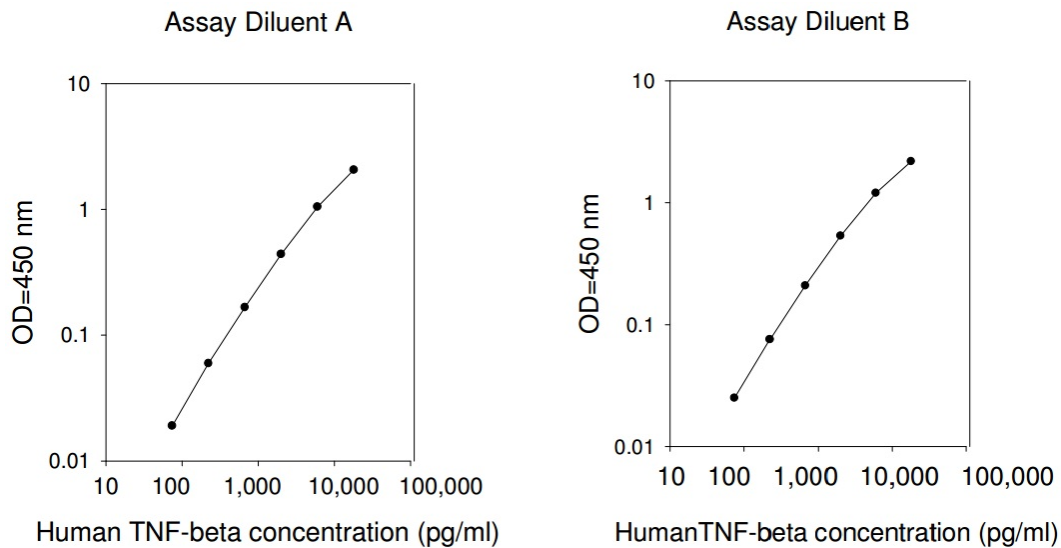 Assay Diluent A
10
1
0.1
0.01
OD=450 nm
10 100 1,000 10,000 100,000
Human TNF-beta concentration (pg/ml)
Assay Diluent B
10
1
0.1
0.01
OD=450 nm
10 100 1,000 10,000 100,000
HumanTNF-beta concentration (pg/ml)